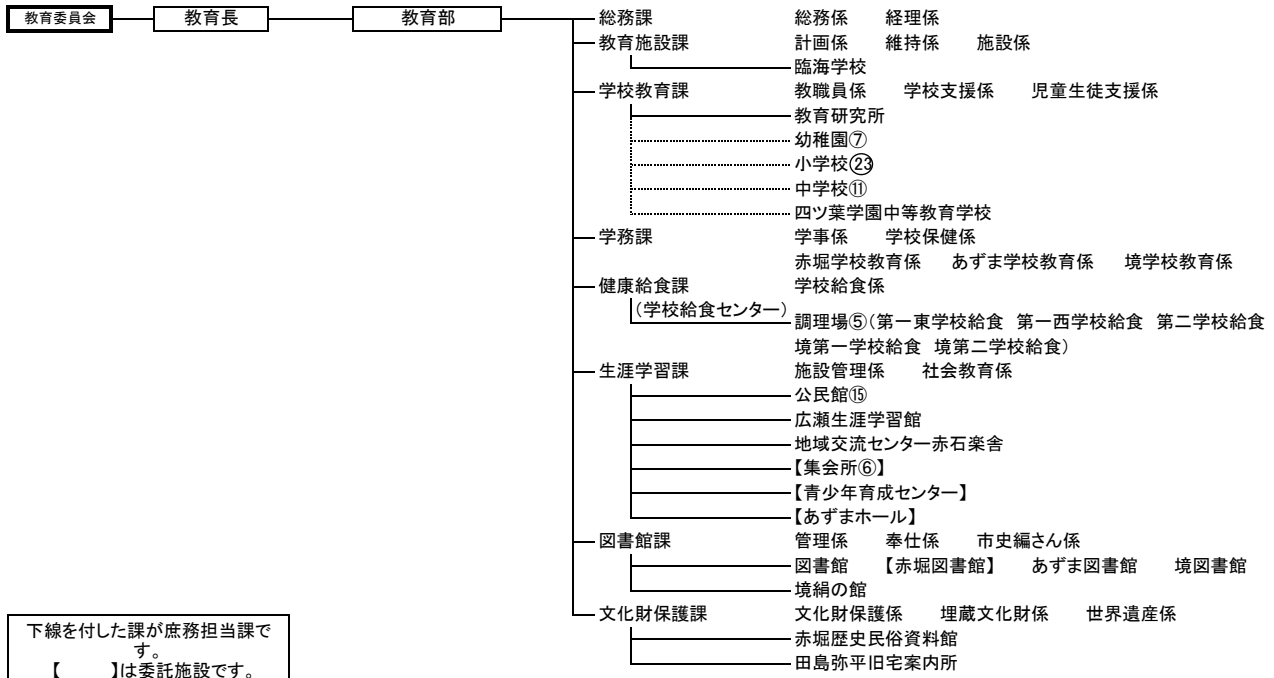 教育委員会 教育長 教育部 総務課 総務係 経理係
教育施設課 計画係 維持係 施設係
臨海学校
学校教育課 教職員係 学校支援係 児童生徒支援係
教育研究所
幼稚園⑦
小学校㉓
中学校⑪
四ツ葉学園中等教育学校
学務課 学事係 学校保健係
赤堀学校教育係 あずま学校教育係 境学校教育係
健康給食課 学校給食係
(学校給食センター)
調理場⑤(第一東学校給食 第一西学校給食 第二学校給食
境第一学校給食 境第二学校給食)
生涯学習課 施設管理係 社会教育係
公民館⑮
広瀬生涯学習館
地域交流センター赤石楽舎
【集会所⑥】
【青少年育成センター】
【あずまホール】
図書館課 管理係 奉仕係 市史編さん係
図書館 【赤堀図書館】 あずま図書館 境図書館
境絹の館
文化財保護課 文化財保護係 埋蔵文化財係 世界遺産係
赤堀歴史民俗資料館
田島弥平旧宅案内所
下線を付した課が庶務担当課で
す。
【 】は委託施設です。